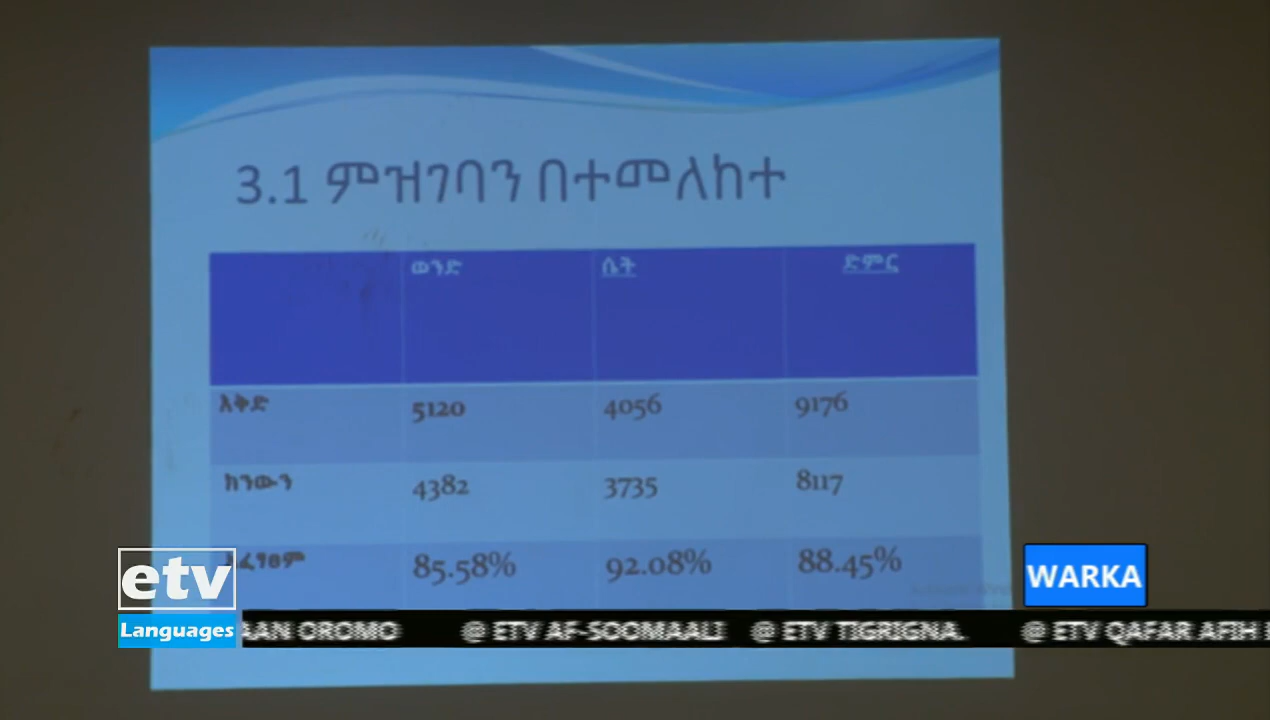 3.1 ምዝገባን በተመለከተ
ወንድ ሴት ድምር
እቅድ 5120 4056 9176
ክንውን 4382 3735 8117
85.58% 92.08% 88.45%
etv
Languages
WARKA
OROMO @ ETV AF-SOOMAALI @ ETV TIGRIGNA. @ ETV QAFAR AFIH